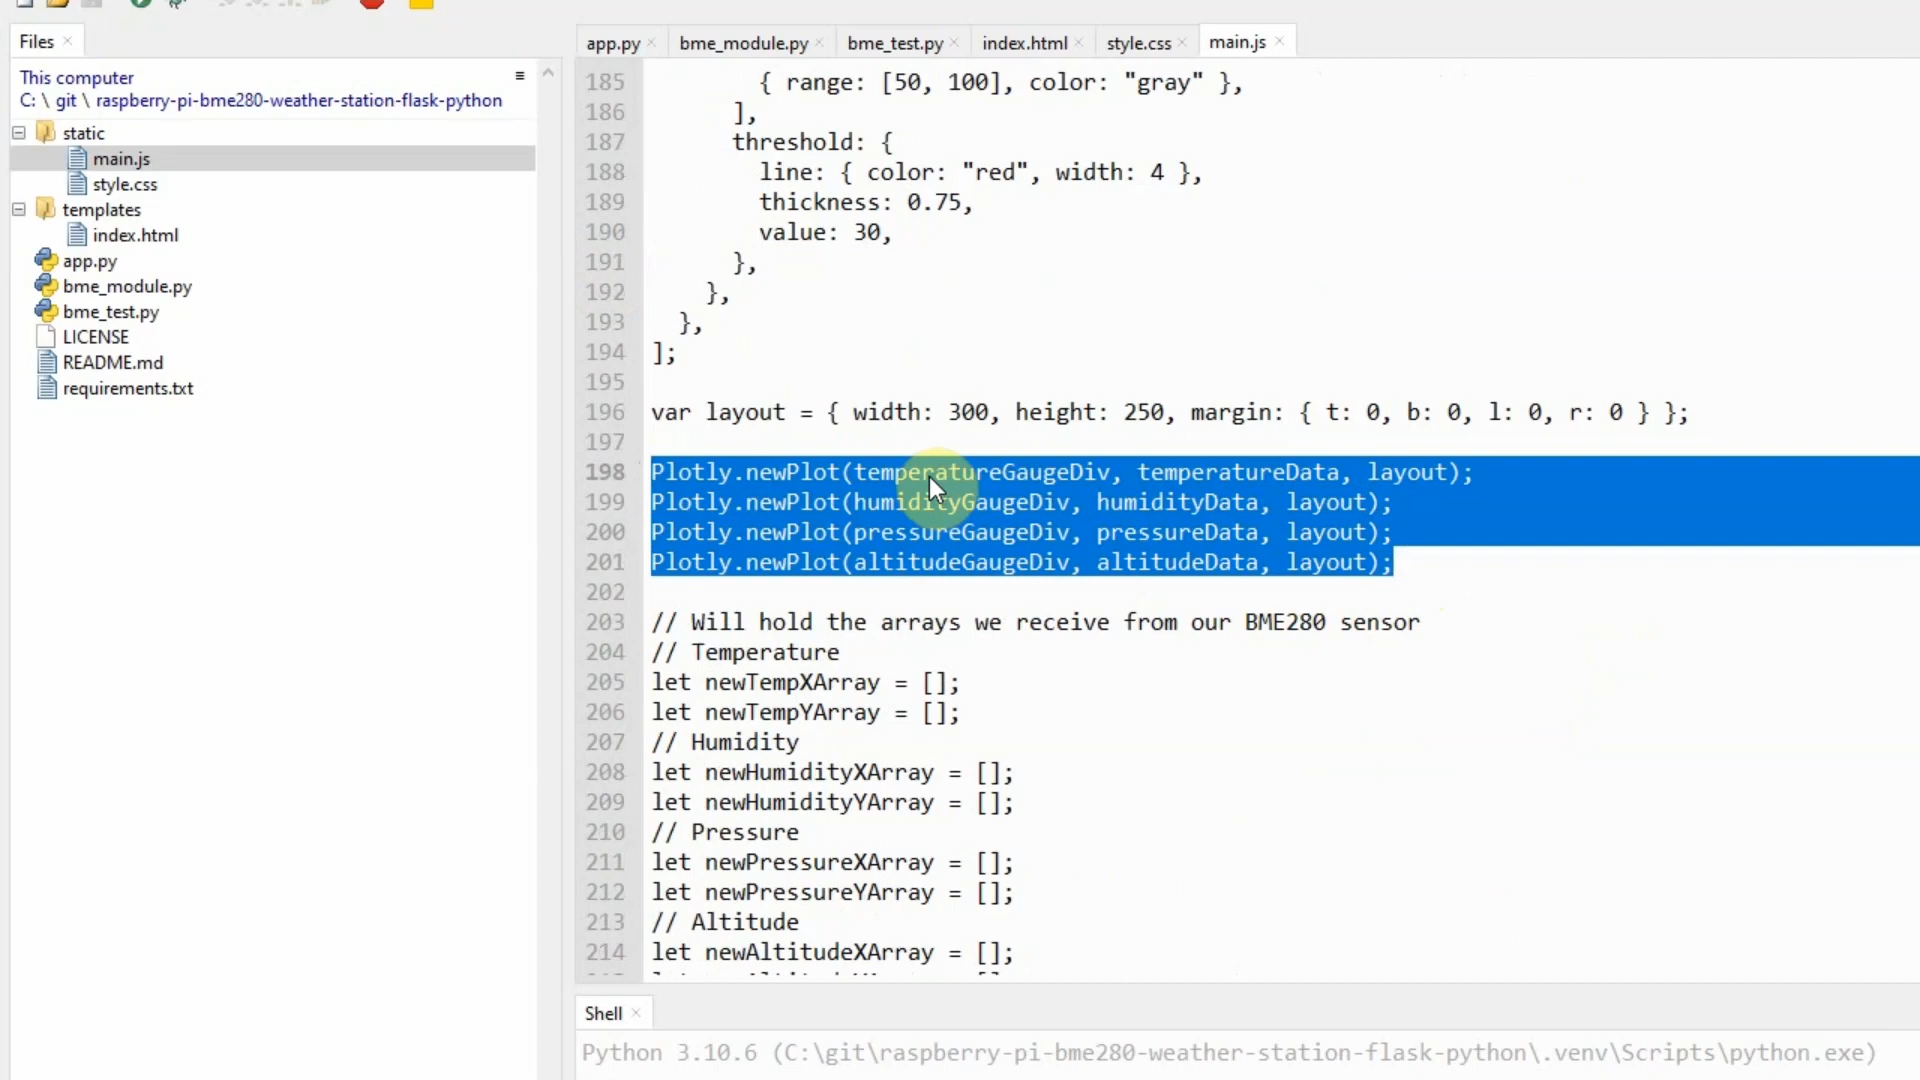 Files
This computer
C: \ git \ raspberry-pi-bme280-weather-station-flask-python
static
main.js
style.css
templates
index.html
app.py
bme_module.py
bme_test.py
LICENSE
README.md
requirements.txt
app.py bme_module.py bme_test.py index.html style.css main.js
185 { range: [50, 100], color: "gray" },
186 ],
187 threshold: {
188 line: { color: "red", width: 4 },
189 thickness: 0.75,
190 value: 30,
191 },
192 },
193 },
194 ];
195
196 var layout = { width: 300, height: 250, margin: { t: 0, b: 0, l: 0, r: 0 } };
197
198 Plotly.newPlot(temperatureGaugeDiv, temperatureData, layout);
199 Plotly.newPlot(humidityGaugeDiv, humidityData, layout);
200 Plotly.newPlot(pressureGaugeDiv, pressureData, layout);
201 Plotly.newPlot(altitudeGaugeDiv, altitudeData, layout);
202
203 // Will hold the arrays we receive from our BME280 sensor
204 // Temperature
205 let newTempXArray = [];
206 let newTempYArray = [];
207 // Humidity
208 let newHumidityXArray = [];
209 let newHumidityYArray = [];
210 // Pressure
211 let newPressureXArray = [];
212 let newPressureYArray = [];
213 // Altitude
214 let newAltitudeXArray = [];
Shell
Python 3.10.6 (C:\git\raspberry-pi-bme280-weather-station-flask-python\.venv\Scripts\python.exe)